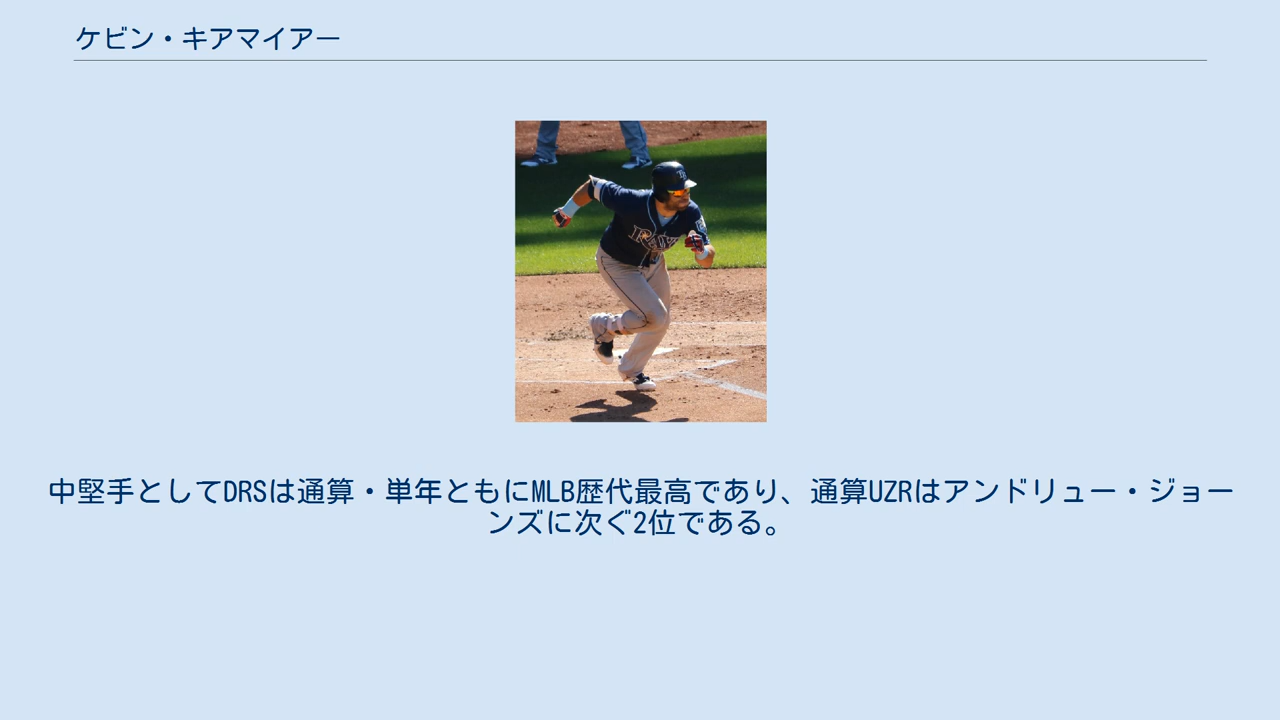 ケビン・キアマイアー
RAYS
中堅手としてDRSは通算・単年ともにMLB歴代最高であり、通算UZRはアンドリュー・ジョー
ンズに次ぐ2位である。